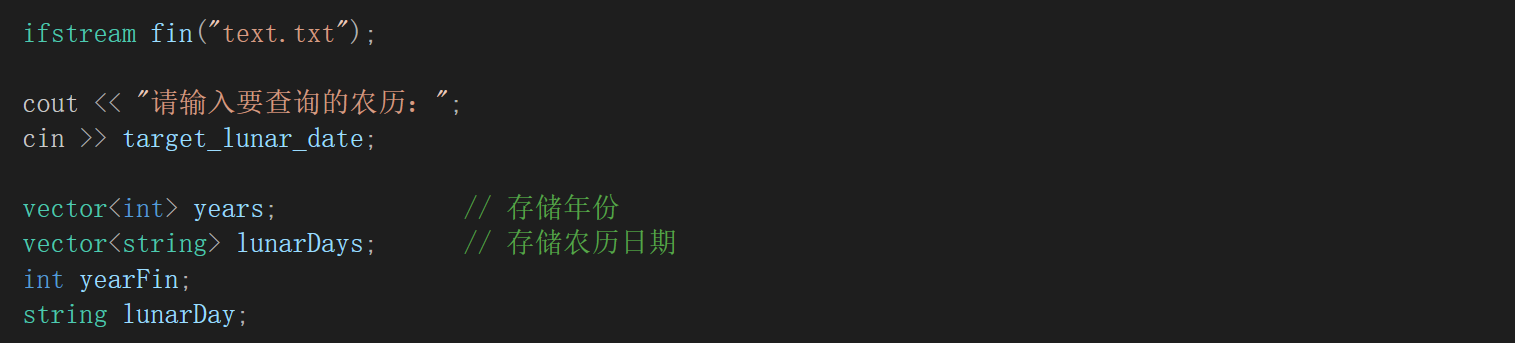 ifstream fin("text.txt");
cout << "请输入要查询的农历：";
cin >> target_lunar_date;
vector<int> years; // 存储年份
vector<string> lunarDays; // 存储农历日期
int yearFin;
string lunarDay;